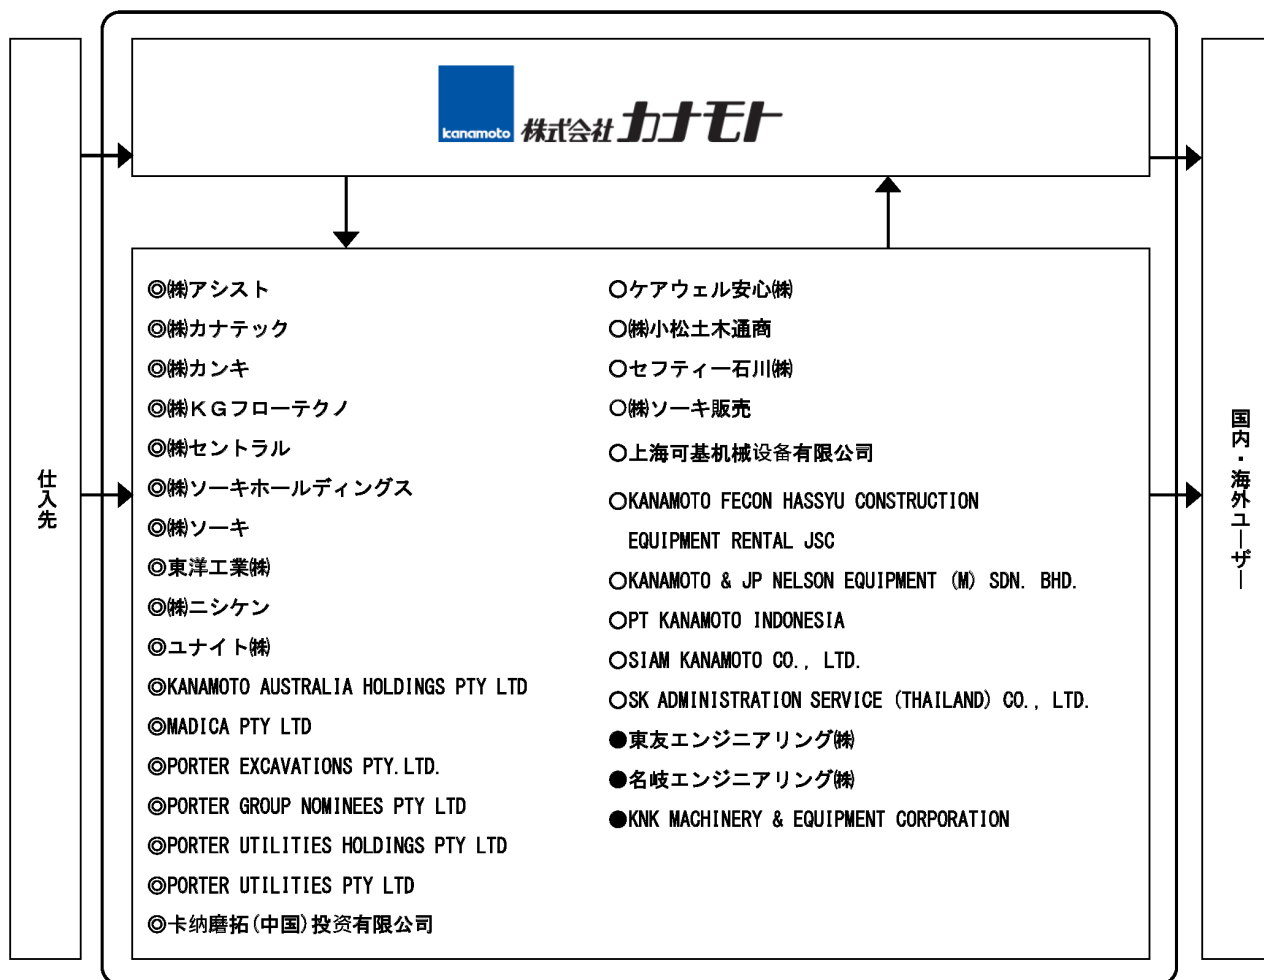 仕入先
kanamoto 株式会社カナモト
◎㈱アシスト
◎㈱カナテック
◎㈱カンキ
◎㈱KGフローテクノ
◎㈱セントラル
◎㈱ソーキホールディングス
◎㈱ソーキ
◎東洋工業㈱
◎㈱ニシケン
◎ユナイト㈱
◎KANAMOTO AUSTRALIA HOLDINGS PTY LTD
◎MADICA PTY LTD
◎PORTER EXCAVATIONS PTY.LTD.
◎PORTER GROUP NOMINEES PTY LTD
◎PORTER UTILITIES HOLDINGS PTY LTD
◎PORTER UTILITIES PTY LTD
◎卡纳磨拓(中国)投资有限公司
○ケアウェル安心㈱
○㈱小松土木通商
○セフティー石川㈱
○㈱ソーキ販売
○上海可基机械设备有限公司
○KANAMOTO FECON HASSYU CONSTRUCTION
EQUIPMENT RENTAL JSC
○KANAMOTO & JP NELSON EQUIPMENT (M) SDN. BHD.
○PT KANAMOTO INDONESIA
○SIAM KANAMOTO CO., LTD.
○SK ADMINISTRATION SERVICE (THAILAND) CO., LTD.
●東友エンジニアリング㈱
●名岐エンジニアリング㈱
●KNK MACHINERY & EQUIPMENT CORPORATION
国内・海外ユーザー